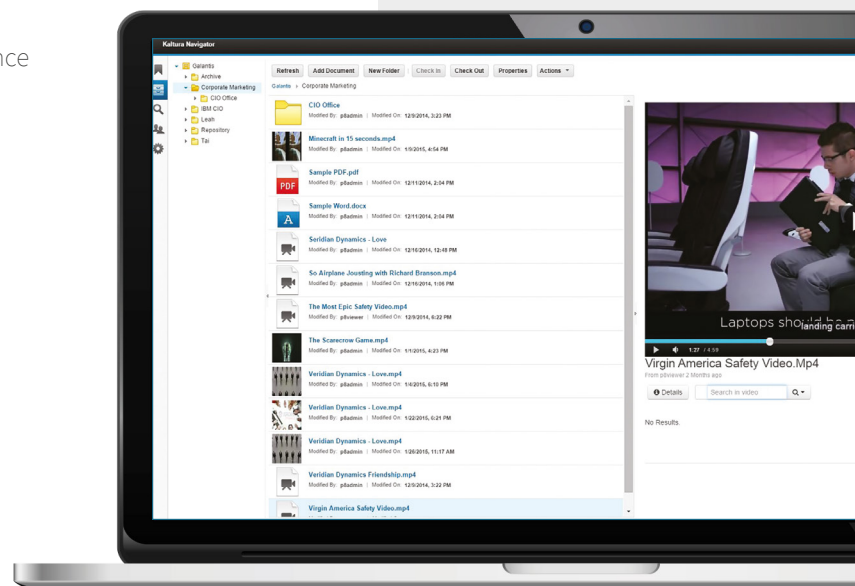 nce
Kaltura Navigator
Galantis
Archive
Corporate Marketing
CIO Office
IBM CIO
Leah
Repository
Tai
Refresh Add Document New Folder Check In Check Out Properties Actions
Galantis Corporate Marketing
CIO Office
Modified By: p8admin | Modified On: 12/9/2014, 3:23 PM
Minecraft in 15 seconds.mp4
Modified By: p8admin | Modified On: 1/9/2015, 4:54 PM
PDF
Sample PDF.pdf
Modified By: p8admin | Modified On: 12/11/2014, 2:04 PM
A
Sample Word.docx
Modified By: p8admin | Modified On: 12/11/2014, 2:04 PM
Seridian Dynamics - Love
Modified By: p8admin | Modified On: 12/16/2014, 12:48 PM
So Airplane Jousting with Richard Branson.mp4
Modified By: p8admin | Modified On: 12/16/2014, 1:06 PM
The Most Epic Safety Video.mp4
Modified By: p8viewer | Modified On: 12/9/2014, 6:22 PM
The Scarecrow Game.mp4
Modified By: p8admin | Modified On: 1/1/2015, 4:23 PM
Veridian Dynamics - Love.mp4
Modified By: p8admin | Modified On: 1/4/2015, 6:10 PM
Veridian Dynamics - Love.mp4
Modified By: p8admin | Modified On: 1/22/2015, 6:21 PM
Veridian Dynamics - Love.mp4
Modified By: p8admin | Modified On: 1/26/2015, 11:17 AM
Veridian Dynamics Friendship.mp4
Modified By: p8admin | Modified On: 12/9/2014, 3:22 PM
Virgin America Safety Video.mp4
Laptops
landing carri
1:27 / 4:59
Virgin America Safety Video.Mp4
From p8viewer 2 Months ago
Details Search in video
No Results.